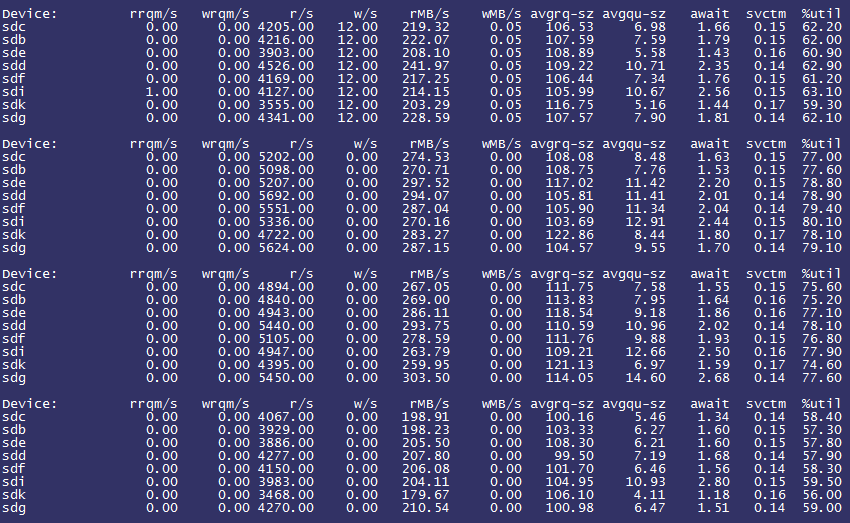 Device: rrqm/s wrqm/s r/s w/s rMB/s wMB/s avgrq-sz avgqu-sz await svctm %util
sdc 0.00 0.00 4205.00 12.00 219.32 0.05 106.53 6.98 1.66 0.15 62.20
sdb 0.00 0.00 4216.00 12.00 222.07 0.05 107.59 7.59 1.79 0.15 62.00
sde 0.00 0.00 3903.00 12.00 208.10 0.05 108.89 5.58 1.43 0.16 60.90
sdd 0.00 0.00 4526.00 12.00 241.97 0.05 109.22 10.71 2.35 0.14 62.90
sdf 0.00 0.00 4169.00 12.00 217.25 0.05 106.44 7.34 1.76 0.15 61.20
sdi 1.00 0.00 4127.00 12.00 214.15 0.05 105.99 10.67 2.56 0.15 63.10
sdk 0.00 0.00 3555.00 12.00 203.29 0.05 116.75 5.16 1.44 0.17 59.30
sdg 0.00 0.00 4341.00 12.00 228.59 0.05 107.57 7.90 1.81 0.14 62.10
Device: rrqm/s wrqm/s r/s w/s rMB/s wMB/s avgrq-sz avgqu-sz await svctm %util
sdc 0.00 0.00 5202.00 0.00 274.53 0.00 108.08 8.48 1.63 0.15 77.00
sdb 0.00 0.00 5098.00 0.00 270.71 0.00 108.75 7.76 1.53 0.15 77.60
sde 0.00 0.00 5207.00 0.00 297.52 0.00 117.02 11.42 2.20 0.15 78.80
sdd 0.00 0.00 5692.00 0.00 294.07 0.00 105.81 11.41 2.01 0.14 78.90
sdf 0.00 0.00 5551.00 0.00 287.04 0.00 105.90 11.34 2.04 0.14 79.40
sdi 0.00 0.00 5336.00 0.00 270.16 0.00 103.69 12.91 2.44 0.15 80.10
sdk 0.00 0.00 4722.00 0.00 283.27 0.00 122.86 8.44 1.80 0.17 78.10
sdg 0.00 0.00 5624.00 0.00 287.15 0.00 104.57 9.55 1.70 0.14 79.10
Device: rrqm/s wrqm/s r/s w/s rMB/s wMB/s avgrq-sz avgqu-sz await svctm %util
sdc 0.00 0.00 4894.00 0.00 267.05 0.00 111.75 7.58 1.55 0.15 75.60
sdb 0.00 0.00 4840.00 0.00 269.00 0.00 113.83 7.95 1.64 0.16 75.20
sde 0.00 0.00 4943.00 0.00 286.11 0.00 118.54 9.18 1.86 0.16 77.10
sdd 0.00 0.00 5440.00 0.00 293.75 0.00 110.59 10.96 2.02 0.14 78.10
sdf 0.00 0.00 5105.00 0.00 278.59 0.00 111.76 9.88 1.93 0.15 76.80
sdi 0.00 0.00 4947.00 0.00 263.79 0.00 109.21 12.66 2.50 0.16 77.90
sdk 0.00 0.00 4395.00 0.00 259.95 0.00 121.13 6.97 1.59 0.17 74.60
sdg 0.00 0.00 5450.00 0.00 303.50 0.00 114.05 14.60 2.68 0.14 77.60
Device: rrqm/s wrqm/s r/s w/s rMB/s wMB/s avgrq-sz avgqu-sz await svctm %util
sdc 0.00 0.00 4067.00 0.00 198.91 0.00 100.16 5.46 1.34 0.14 58.40
sdb 0.00 0.00 3929.00 0.00 198.23 0.00 103.33 6.27 1.60 0.15 57.30
sde 0.00 0.00 3886.00 0.00 205.50 0.00 108.30 6.21 1.60 0.15 57.80
sdd 0.00 0.00 4277.00 0.00 207.80 0.00 99.50 7.19 1.68 0.14 57.90
sdf 0.00 0.00 4150.00 0.00 206.08 0.00 101.70 6.46 1.56 0.14 58.30
sdi 0.00 0.00 3983.00 0.00 204.11 0.00 104.95 10.93 2.80 0.15 59.50
sdk 0.00 0.00 3468.00 0.00 179.67 0.00 106.10 4.11 1.18 0.16 56.00
sdg 0.00 0.00 4270.00 0.00 210.54 0.00 100.98 6.47 1.51 0.14 59.00